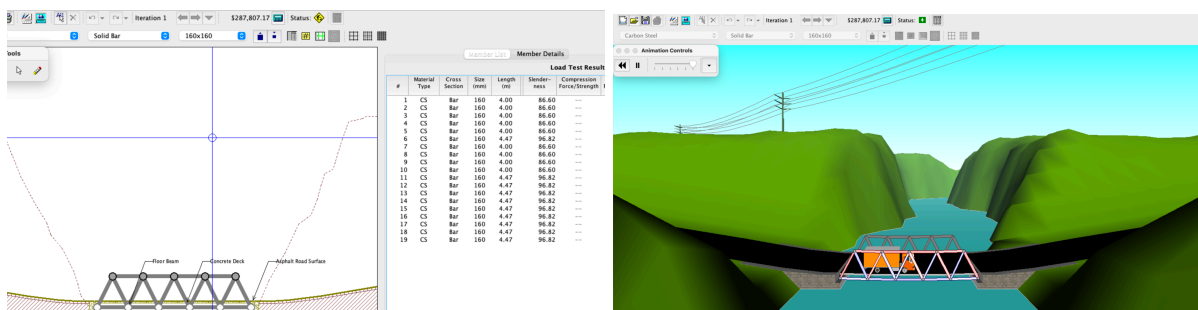 Iteration 1
$287,807.17
Status:
Solid Bar
160x160
Tools
Member List
Member Details
Load Test Results
# Material Type Cross Section Size (mm) Length (m) Slender-ness Compression Force/Strength
1 CS Bar 160 4.00 86.60 --
2 CS Bar 160 4.00 86.60 --
3 CS Bar 160 4.00 86.60 --
4 CS Bar 160 4.00 86.60 --
5 CS Bar 160 4.00 86.60 --
6 CS Bar 160 4.47 96.82 --
7 CS Bar 160 4.00 86.60 --
8 CS Bar 160 4.00 86.60 --
9 CS Bar 160 4.00 86.60 --
10 CS Bar 160 4.00 86.60 --
11 CS Bar 160 4.47 96.82 --
12 CS Bar 160 4.47 96.82 --
13 CS Bar 160 4.47 96.82 --
14 CS Bar 160 4.47 96.82 --
15 CS Bar 160 4.47 96.82 --
16 CS Bar 160 4.47 96.82 --
17 CS Bar 160 4.47 96.82 --
18 CS Bar 160 4.47 96.82 --
19 CS Bar 160 4.47 96.82 --
Floor Beam
Concrete Deck
Asphalt Road Surface
Iteration 1
$287,807.17
Status:
Carbon Steel
Solid Bar
160x160
Animation Controls